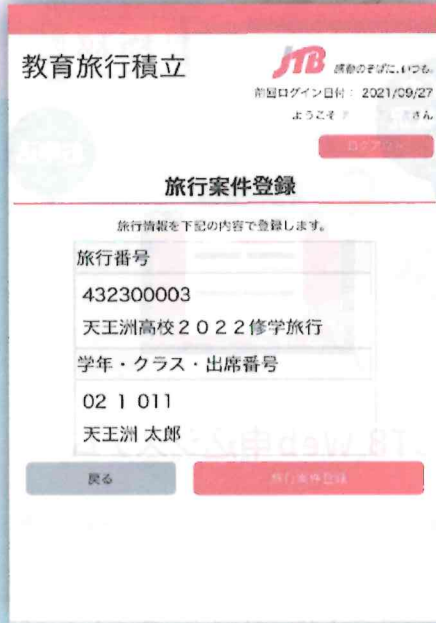 教育旅行積立
JTB 感動のそばに、いつも。
前回ログイン日付： 2021/09/27
ようこそ さん
ログアウト
旅行案件登録
旅行情報を下記の内容で登録します。
旅行番号
432300003
天王洲高校２０２２修学旅行
学年・クラス・出席番号
02 1 011
天王洲 太郎
戻る
旅行案件登録